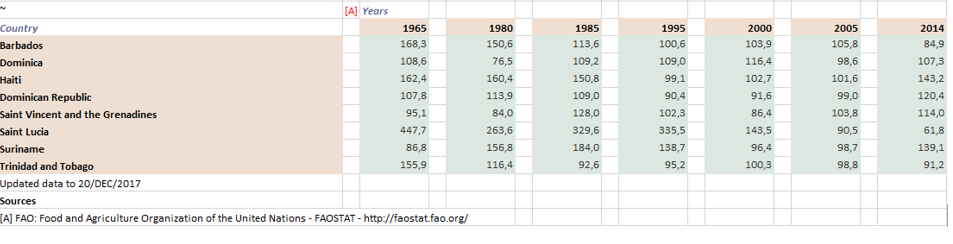 ~ [A] Years
Country 1965 1980 1985 1995 2000 2005 2014
Barbados 168,3 150,6 113,6 100,6 103,9 105,8 84,9
Dominica 108,6 76,5 109,2 109,0 116,4 98,6 107,3
Haiti 162,4 160,4 150,8 99,1 102,7 101,6 143,2
Dominican Republic 107,8 113,9 109,0 90,4 91,6 99,0 120,4
Saint Vincent and the Grenadines 95,1 84,0 128,0 102,3 86,4 103,8 114,0
Saint Lucia 447,7 263,6 329,6 335,5 143,5 90,5 61,8
Suriname 86,8 156,8 184,0 138,7 96,4 98,7 139,1
Trinidad and Tobago 155,9 116,4 92,6 95,2 100,3 98,8 91,2
Updated data to 20/DEC/2017
Sources
[A] FAO: Food and Agriculture Organization of the United Nations - FAOSTAT - http://faostat.fao.org/